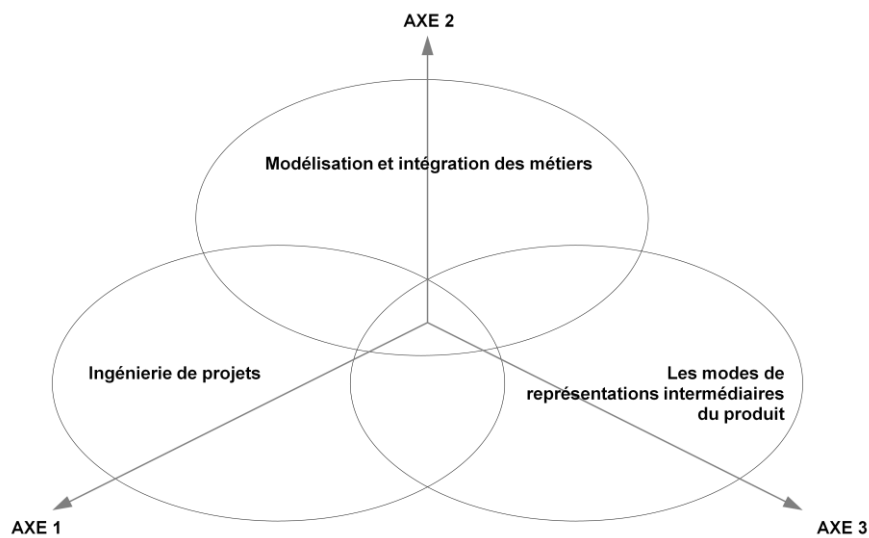 AXE 2
Modélisation et intégration des métiers
Ingénierie de projets
Les modes de
représentations intermédiaires
du produit
AXE 1
AXE 3